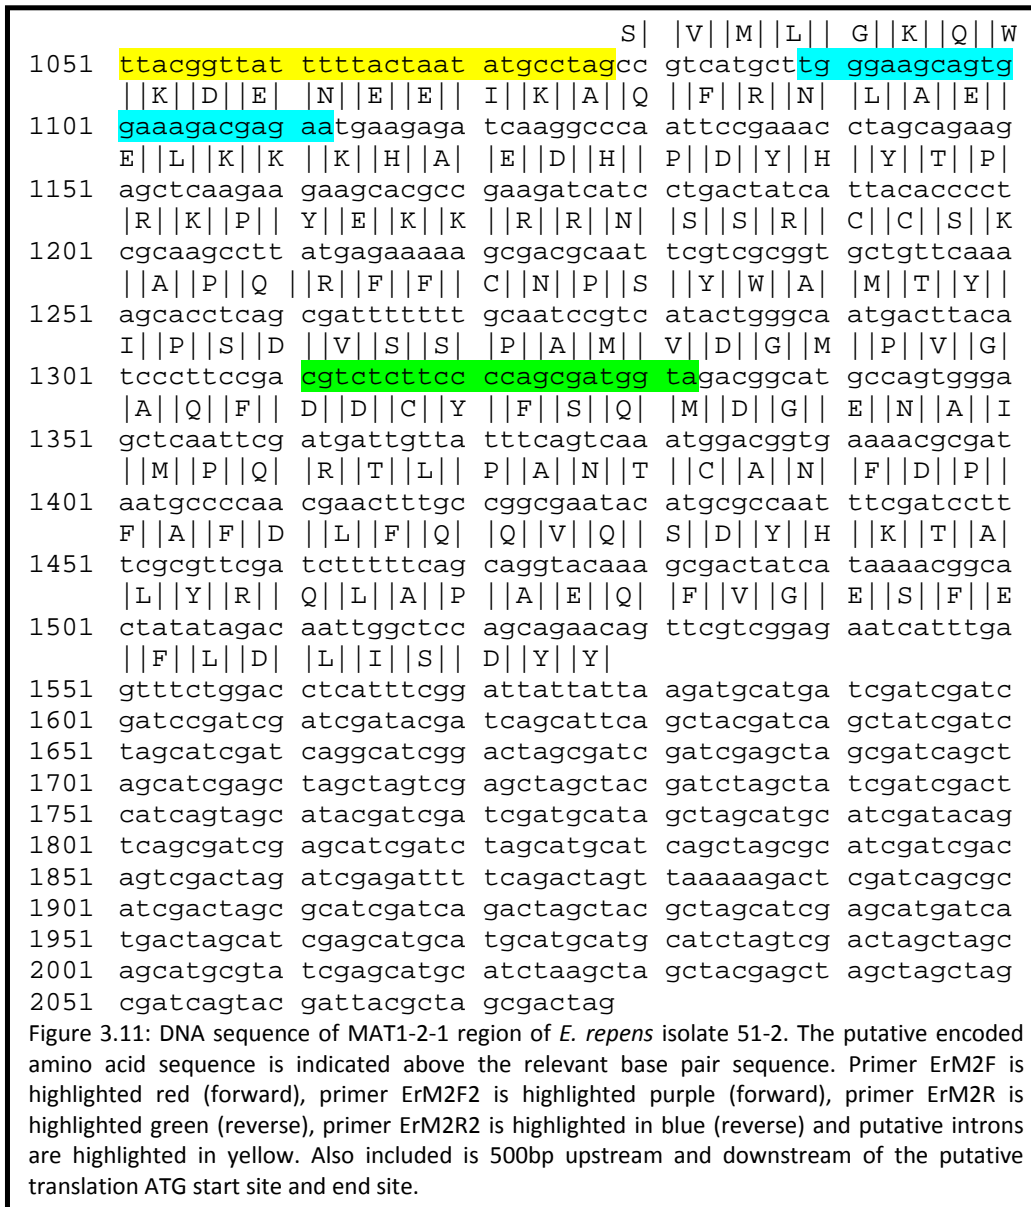 S| |V||M||L| G||K||Q||W
1051 ttacggttat ttttactaat atgcctagcc gtcatgcttg ggaagcagtg
||K||D||E| |N||E||E|| I||K||A||Q ||F||R||N| |L||A||E||
1101 gaaagacgag aatgaagaga tcaaggccca attccgaaac ctagcagaag
E||L||K||K ||K||H||A| |E||D||H|| P||D||Y||H ||Y||T||P|
1151 agctcaagaa gaagcacgcc gaagatcatc ctgactatca ttacacccct
|R||K||P|| Y||E||K||K ||R||R||N| |S||S||R|| C||C||S||K
1201 cgcaagcctt atgagaaaaa gcgacgcaat tcgtcgcggt gctgttcaaa
||A||P||Q ||R||F||F|| C||N||P||S ||Y||W||A| |M||T||Y||
1251 agcacctcag cgattttttt gcaatccgtc atactgggca atgacttaca
I||P||S||D ||V||S||S| |P||A||M|| V||D||G||M ||P||V||G|
1301 tcccttccga cgtctcttcc ccagcgatgg tagacggcat gccagtggga
|A||Q||F|| D||D||C||Y ||F||S||Q| |M||D||G|| E||N||A||I
1351 gctcaattcg atgattgtta tttcagtcaa atggacggtg aaaacgcgat
||M||P||Q| |R||T||L|| P||A||N||T ||C||A||N| |F||D||P||
1401 aatgccccaa cgaactttgc cggcgaatac atgcgccaat ttcgatcctt
F||A||F||D ||L||F||Q| |Q||V||Q|| S||D||Y||H ||K||T||A|
1451 tcgcgttcga tctttttcag caggtacaaa gcgactatca taaaacggca
|L||Y||R|| Q||L||A||P ||A||E||Q| |F||V||G|| E||S||F||E
1501 ctatatagac aattggctcc agcagaacag ttcgtcggag aatcatttga
||F||L||D| |L||I||S|| D||Y||Y|
1551 gtttctggac ctcatttcgg attattatta agatgcatga tcgatcgatc
1601 gatccgatcg atcgatacga tcagcattca gctacgatca gctatcgatc
1651 tagcatcgat caggcatcgg actagcgatc gatcgagcta gcgatcagct
1701 agcatcgagc tagctagtcg agctagctac gatctagcta tcgatcgact
1751 catcagtagc atacgatcga tcgatgcata gctagcatgc atcgatacag
1801 tcagcgatcg agcatcgatc tagcatgcat cagctagcgc atcgatcgac
1851 agtcgactag atcgagattt tcagactagt taaaaagact cgatcagcgc
1901 atcgactagc gcatcgatca gactagctac gctagcatcg agcatgatca
1951 tgactagcat cgagcatgca tgcatgcatg catctagtcg actagctagc
2001 agcatgcgta tcgagcatgc atctaagcta gctacgagct agctagctag
2051 cgatcagtac gattacgcta gcgactag
Figure 3.11: DNA sequence of MAT1-2-1 region of E. repens isolate 51-2. The putative encoded
amino acid sequence is indicated above the relevant base pair sequence. Primer ErM2F is
highlighted red (forward), primer ErM2F2 is highlighted purple (forward), primer ErM2R is
highlighted green (reverse), primer ErM2R2 is highlighted in blue (reverse) and putative introns
are highlighted in yellow. Also included is 500bp upstream and downstream of the putative
translation ATG start site and end site.